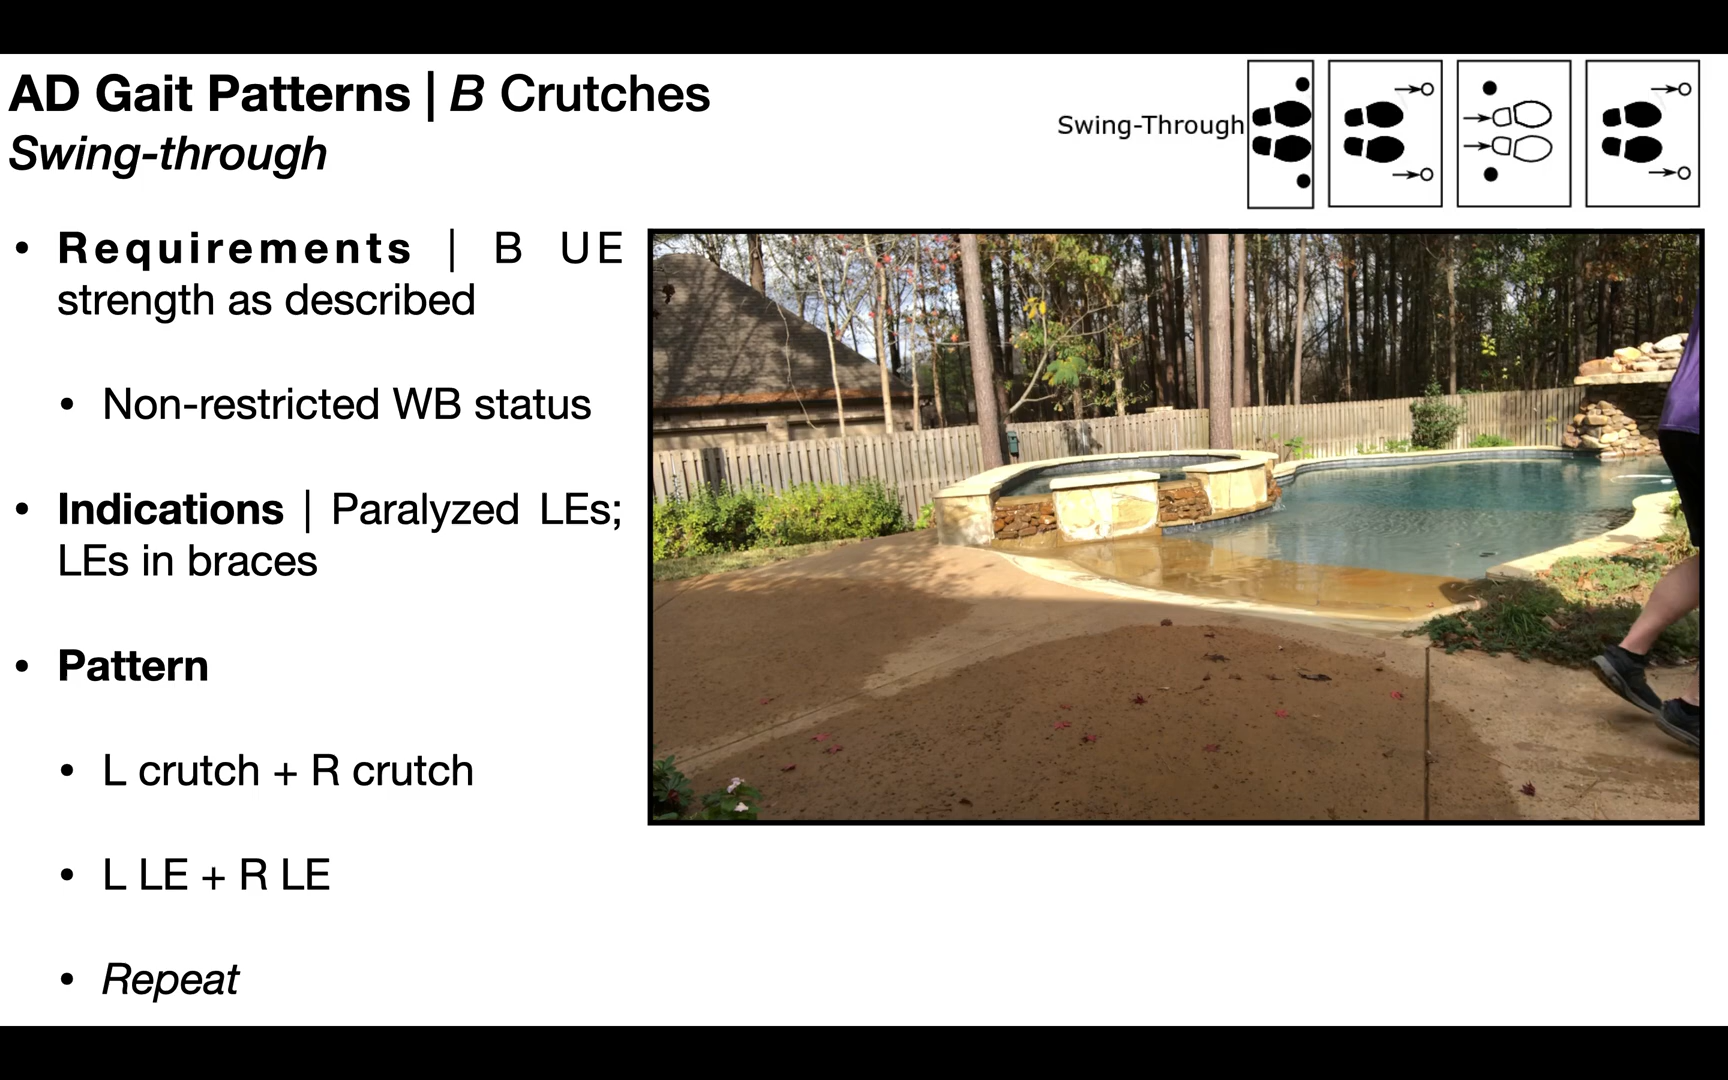 AD Gait Patterns | B Crutches
Swing-through
Swing-Through
• Requirements | B UE
strength as described
• Non-restricted WB status
• Indications | Paralyzed LEs;
LEs in braces
• Pattern
• L crutch + R crutch
• L LE + R LE
• Repeat